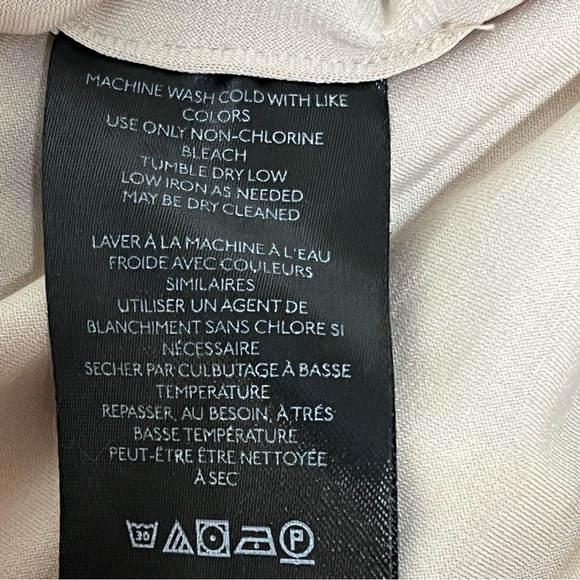 MACHINE WASH COLD WITH LIKE
COLORS
USE ONLY NON-CHLORINE
BLEACH
TUMBLE DRY LOW
LOW IRON AS NEEDED
MAY BE DRY CLEANED
LAVER À LA MACHINE À L'EAU
FROIDE AVEC COULEURS
SIMILAIRES
UTILISER UN AGENT DE
BLANCHIMENT SANS CHLORE SI
NÉCESSAIRE
SECHER PAR CULBUTAGE À BASSE
TEMPÉRATURE
REPASSER, AU BESOIN, À TRÉS
BASSE TEMPÉRATURE
PEUT-ÊTRE ÊTRE NETTOYÉE
À SEC
30 P